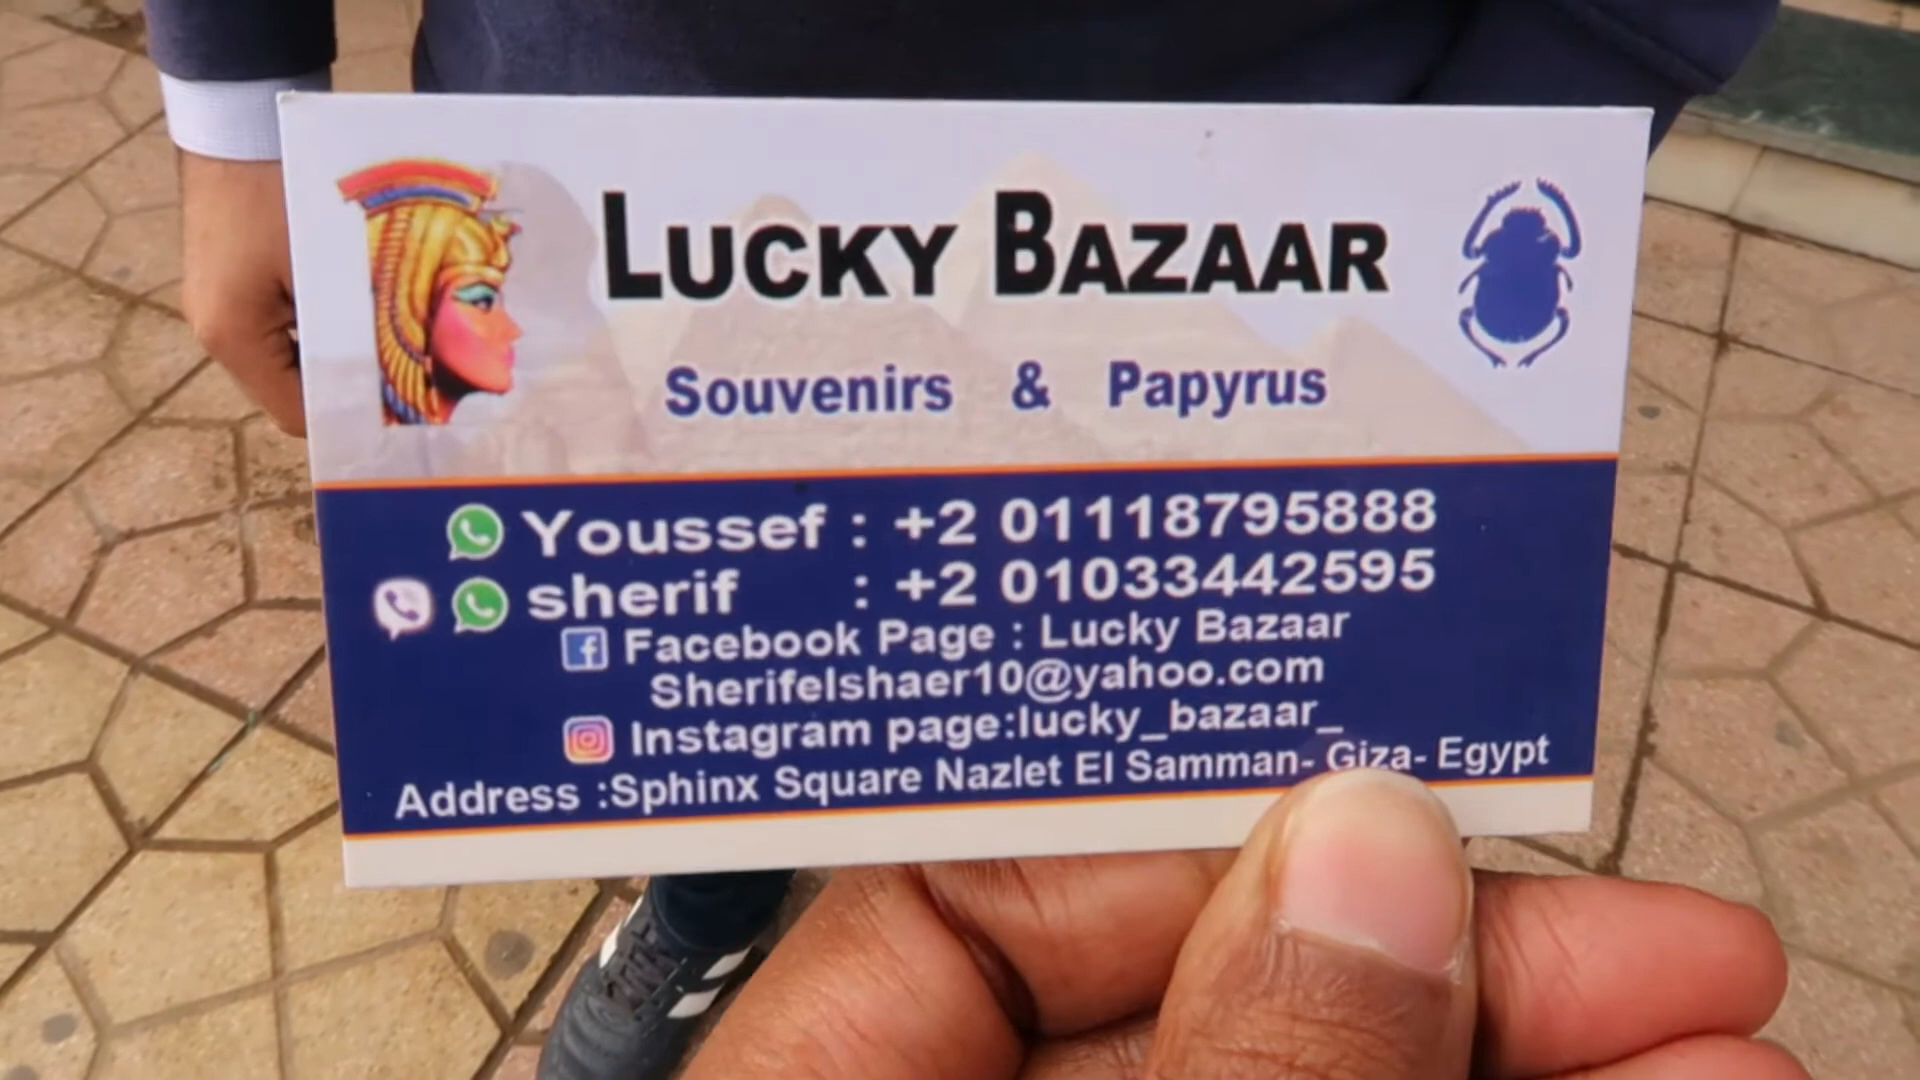 LUCKY BAZAAR
Souvenirs & Papyrus
Youssef : +2 01118795888
sherif : +2 01033442595
Facebook Page : Lucky Bazaar
Sherifelshaer10@yahoo.com
Instagram page:lucky_bazaar_
Address :Sphinx Square Nazlet El Samman- Giza- Egypt